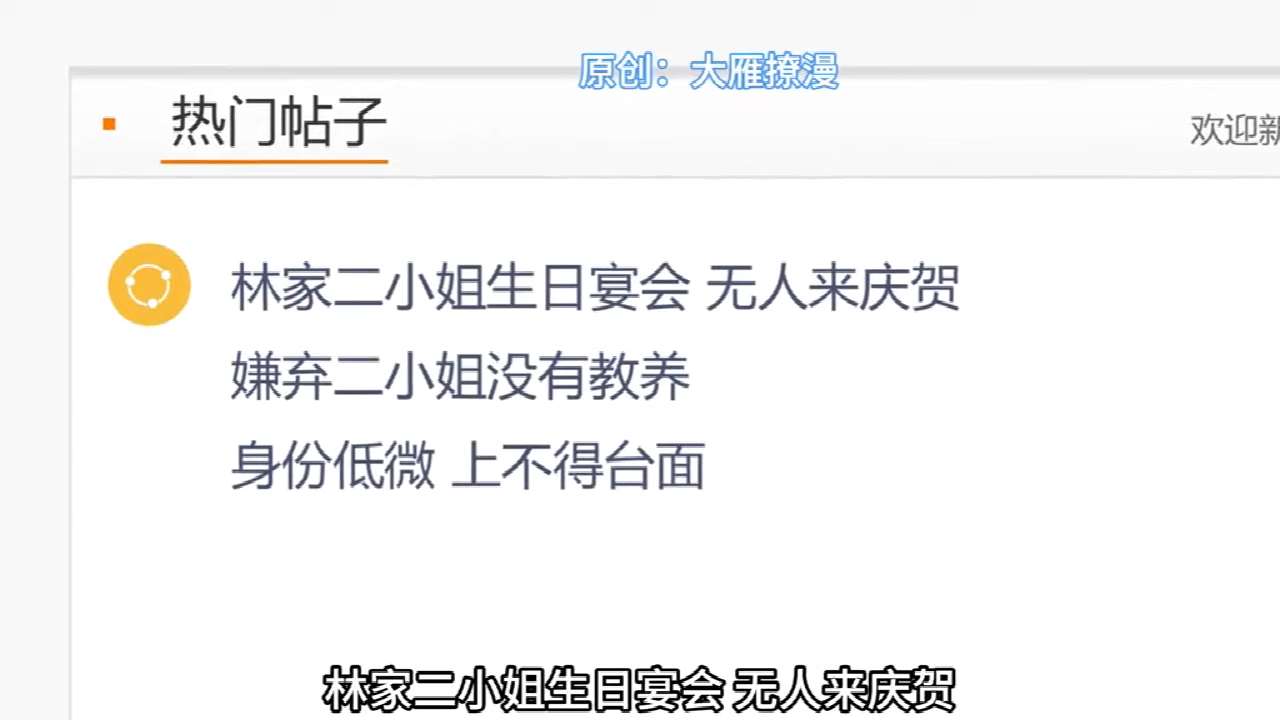 原创：大雁撩漫
热门帖子
欢迎新
林家二小姐生日宴会 无人来庆贺
嫌弃二小姐没有教养
身份低微 上不得台面
林家二小姐生日宴会 无人来庆贺